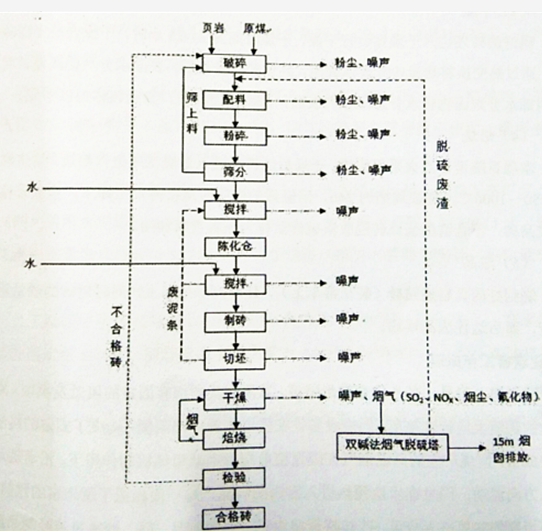 页岩 原煤
破碎 粉尘、噪声
配料 粉尘、噪声
筛上料
粉碎 粉尘、噪声
脱硫废渣
筛分 粉尘、噪声
水
搅拌 噪声
陈化仓
水
搅拌 噪声
废泥条
不合格砖
制砖 噪声
切坯 噪声
干燥 噪声、烟气（SO₂、NOₓ、烟尘、氟化物）
烟气
焙烧 双碱法烟气脱硫塔 15m 烟囱排放
检验
合格砖